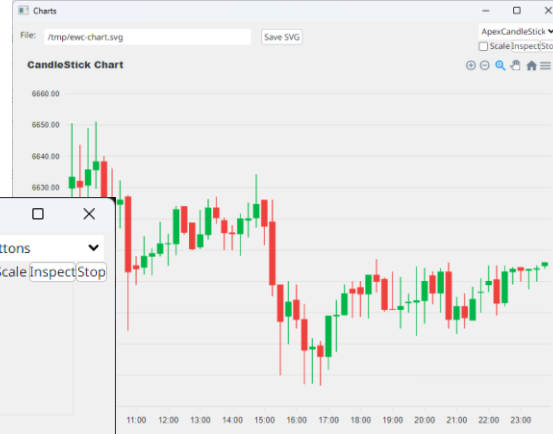 Charts
File: /tmp/ewc-chart.svg Save SVG
ApexCandleStick
Scale Inspect Sto
CandleStick Chart
6660.00
6650.00
6640.00
6630.00
ttons
Scale Inspect Stop
11:00 12:00 13:00 14:00 15:00 16:00 17:00 18:00 19:00 20:00 21:00 22:00 23:00